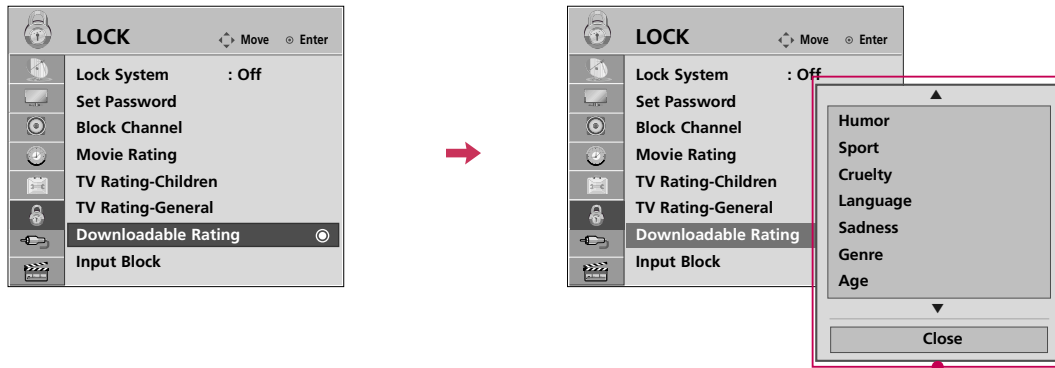 LOCK Move Enter
Lock System : Off
Set Password
Block Channel
Movie Rating
TV Rating-Children
TV Rating-General
Downloadable Rating
Input Block
LOCK Move Enter
Lock System : Off
Set Password
Block Channel
Movie Rating
TV Rating-Children
TV Rating-General
Downloadable Rating
Input Block
Humor
Sport
Cruelty
Language
Sadness
Genre
Age
Close